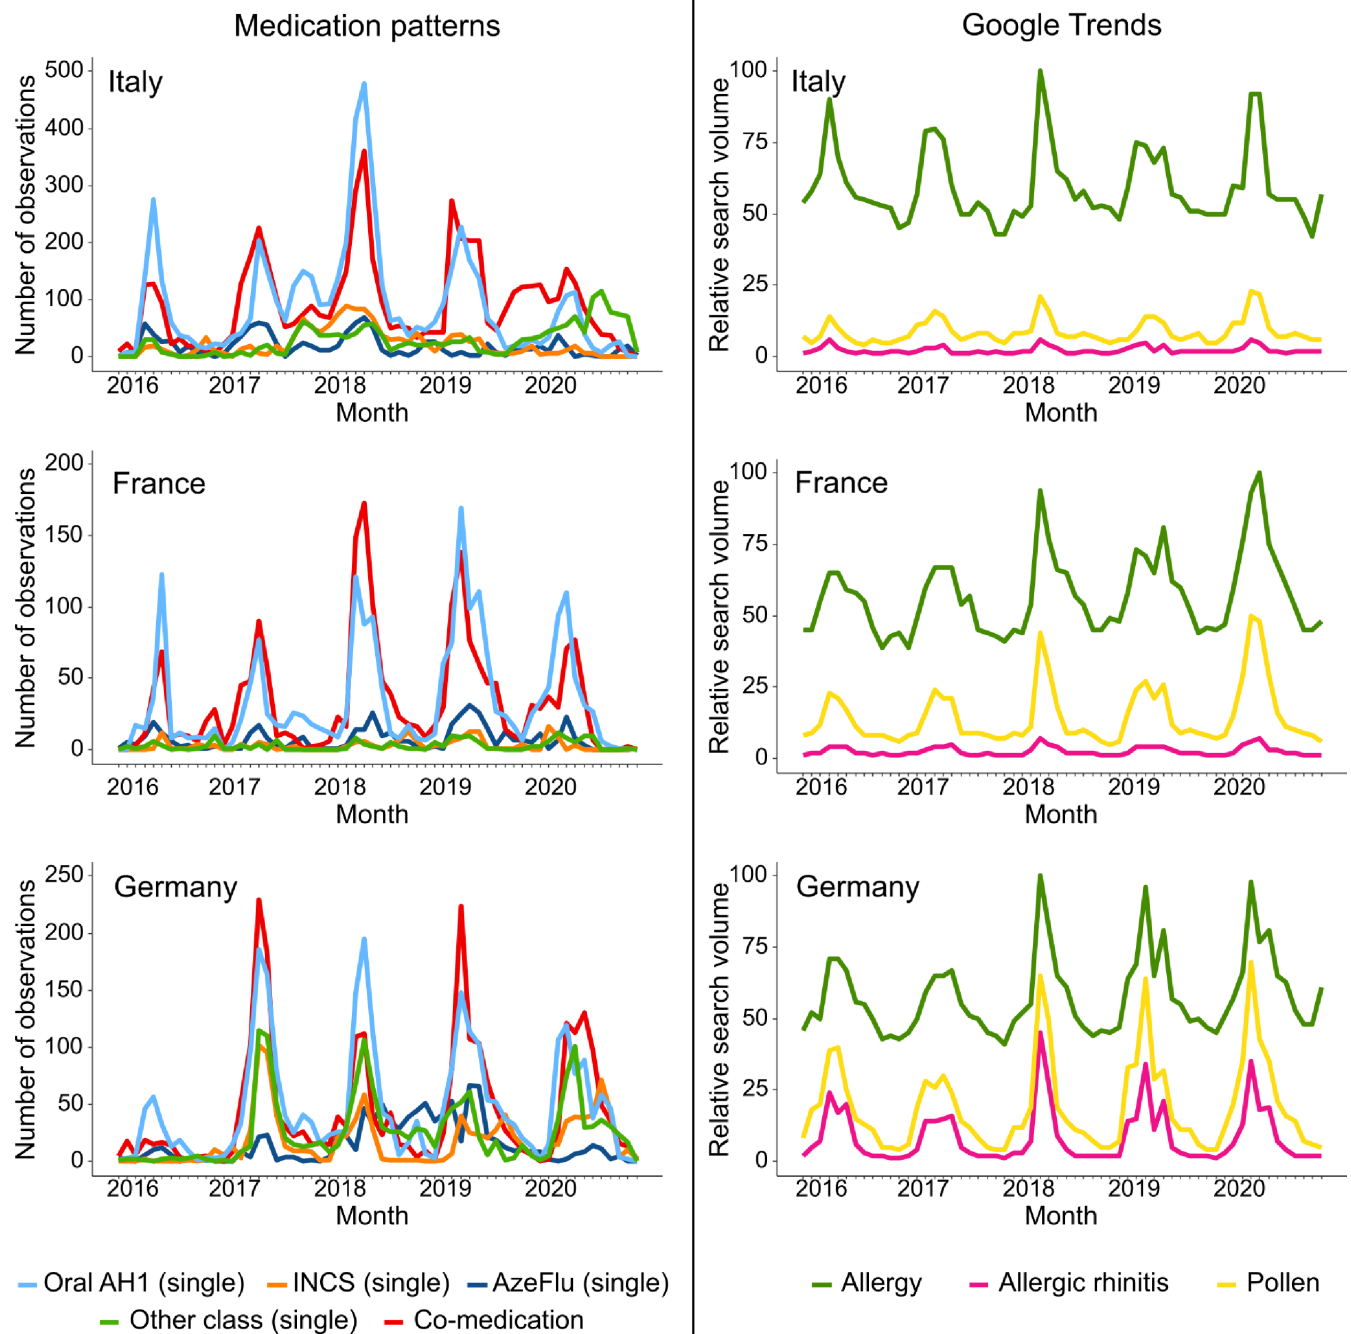 Medication patterns
Number of observations
500
400
300
200
100
0
Italy
2016 2017 2018 2019 2020
Month
Number of observations
200
150
100
50
0
France
2016 2017 2018 2019 2020
Month
Number of observations
250
200
150
100
50
0
Germany
2016 2017 2018 2019 2020
Month
Oral AH1 (single) INCS (single) AzeFlu (single)
Other class (single) Co-medication
Google Trends
Relative search volume
100
75
50
25
0
Italy
2016 2017 2018 2019 2020
Month
Relative search volume
100
75
50
25
0
France
2016 2017 2018 2019 2020
Month
Relative search volume
100
75
50
25
0
Germany
2016 2017 2018 2019 2020
Month
Allergy Allergic rhinitis Pollen